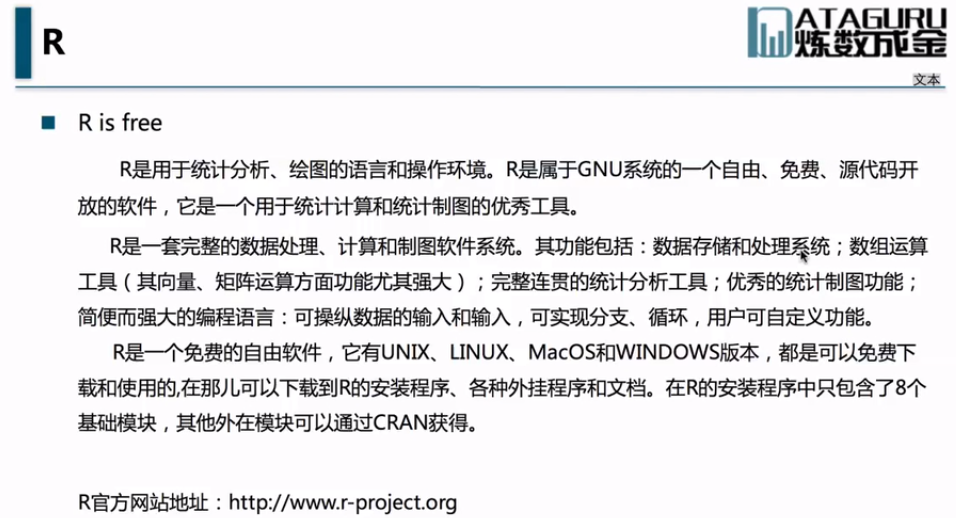 R
ATAGURU
炼数成金
文本
R is free
R是用于统计分析、绘图的语言和操作环境。R是属于GNU系统的一个自由、免费、源代码开
放的软件，它是一个用于统计计算和统计制图的优秀工具。
R是一套完整的数据处理、计算和制图软件系统。其功能包括：数据存储和处理系统；数组运算
工具（其向量、矩阵运算方面功能尤其强大）；完整连贯的统计分析工具；优秀的统计制图功能；
简便而强大的编程语言：可操纵数据的输入和输入，可实现分支、循环，用户可自定义功能。
R是一个免费的自由软件，它有UNIX、LINUX、MacOS和WINDOWS版本，都是可以免费下
载和使用的,在那儿可以下载到R的安装程序、各种外挂程序和文档。在R的安装程序中只包含了8个
基础模块，其他外在模块可以通过CRAN获得。
R官方网站地址：http://www.r-project.org